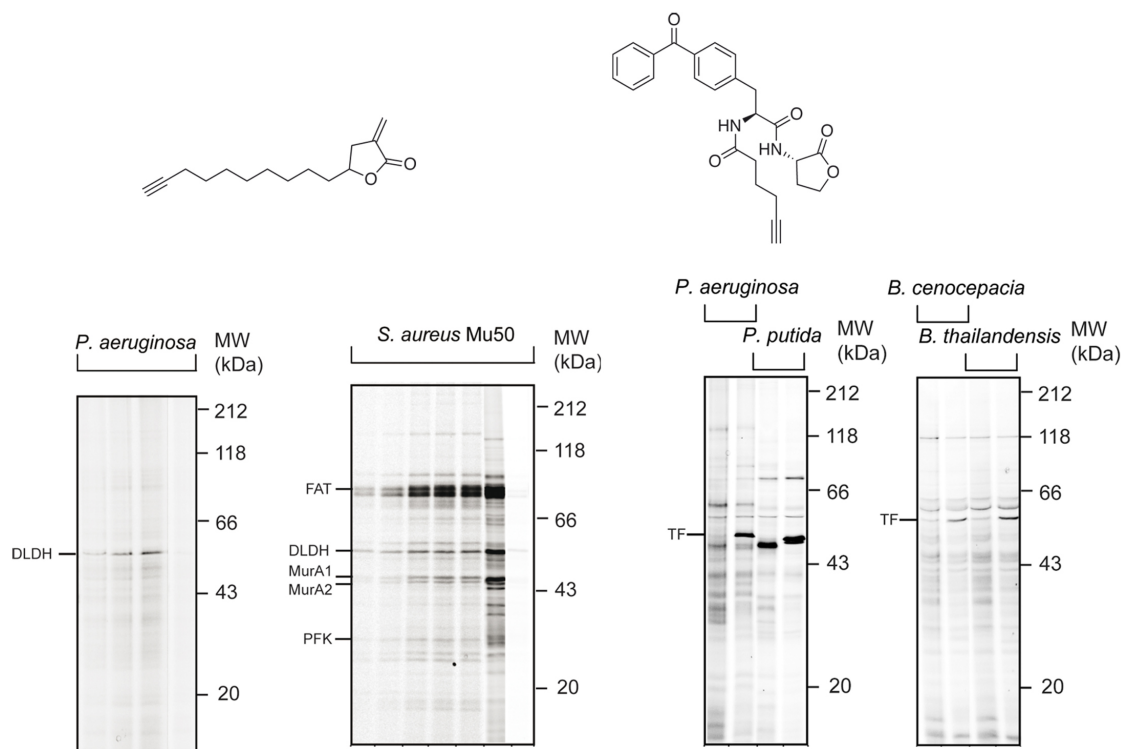 O
O
O
HN
O
HN
O
O
O
O
P. aeruginosa
MW
(kDa)
212
118
66
43
20
DLDH
S. aureus Mu50
MW
(kDa)
212
118
66
43
20
FAT
DLDH
MurA1
MurA2
PFK
P. aeruginosa
P. putida
MW
(kDa)
212
118
66
43
20
TF
B. cenocepacia
B. thailandensis
MW
(kDa)
212
118
66
43
20
TF